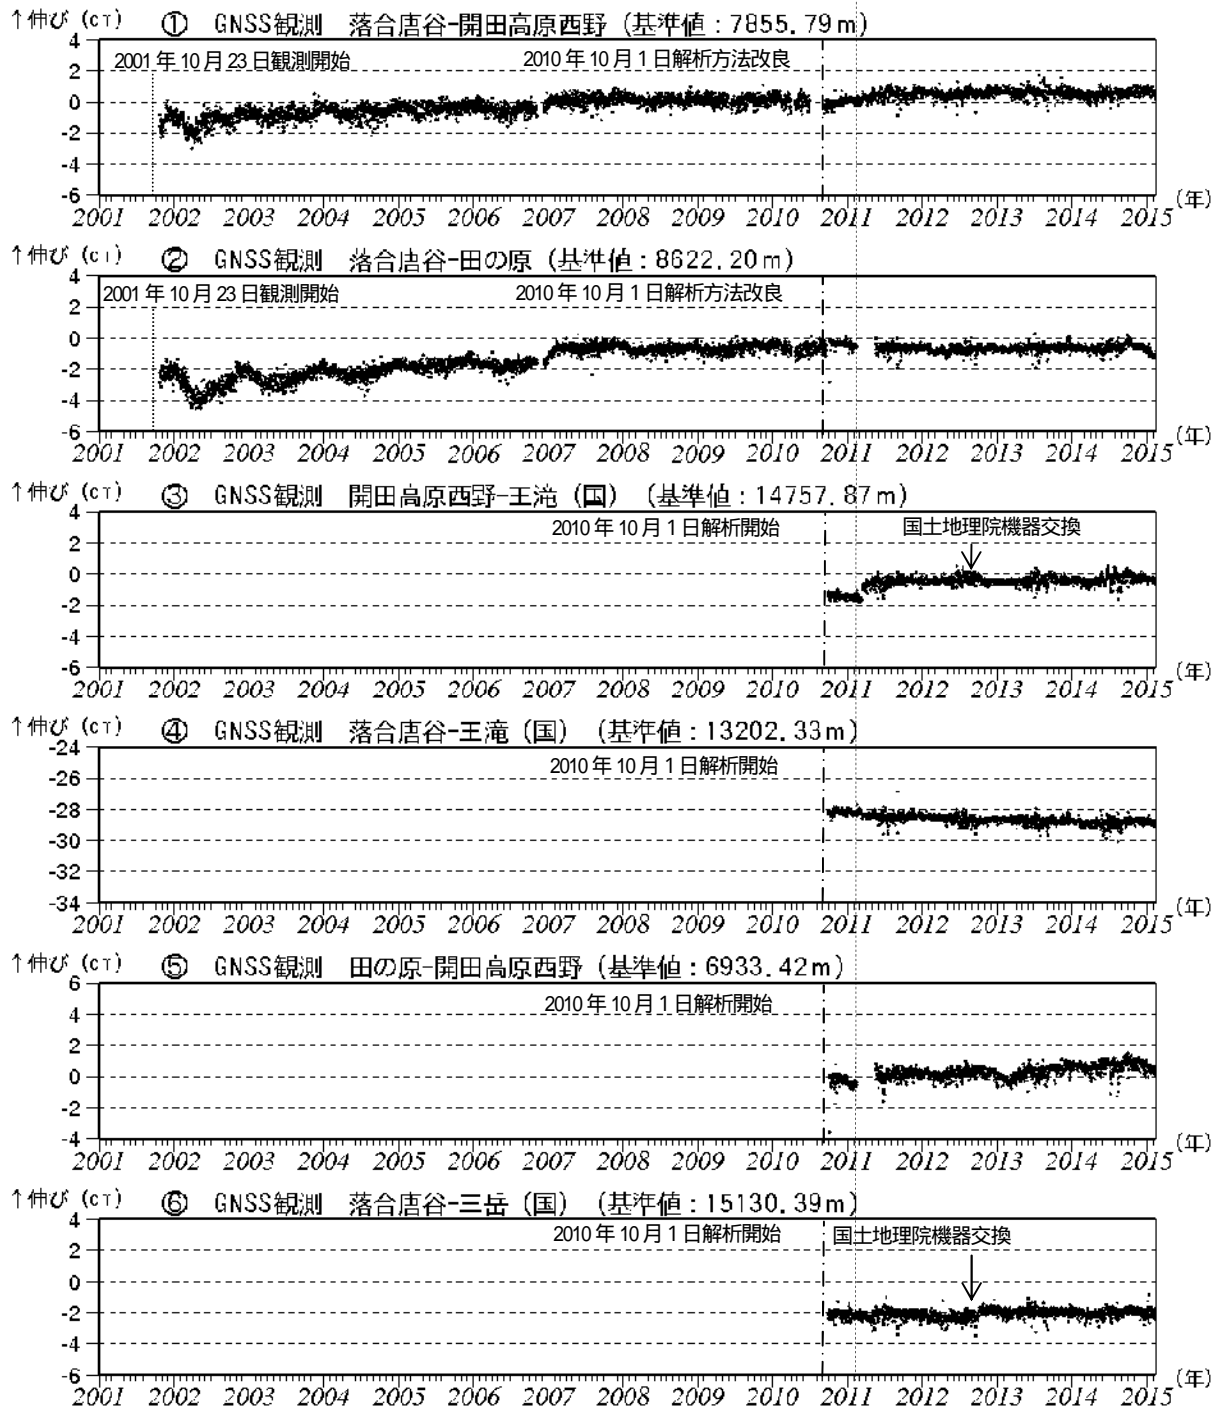 ↑伸び (cm) ① GNSS観測 落合唐谷-開田高原西野 (基準値:7855.79m)
2001年10月23日観測開始 2010年10月1日解析方法改良
4
2
0
-2
-4
-6
2001 2002 2003 2004 2005 2006 2007 2008 2009 2010 2011 2012 2013 2014 2015 (年)
↑伸び (cm) ② GNSS観測 落合唐谷-田の原 (基準値:8622.20m)
2001年10月23日観測開始 2010年10月1日解析方法改良
4
2
0
-2
-4
-6
2001 2002 2003 2004 2005 2006 2007 2008 2009 2010 2011 2012 2013 2014 2015 (年)
↑伸び (cm) ③ GNSS観測 開田高原西野-王滝(国) (基準値:14757.87m)
2010年10月1日解析開始 国土地理院機器交換
4
2
0
-2
-4
-6
2001 2002 2003 2004 2005 2006 2007 2008 2009 2010 2011 2012 2013 2014 2015 (年)
↑伸び (cm) ④ GNSS観測 落合唐谷-王滝(国) (基準値:13202.33m)
2010年10月1日解析開始
-24
-26
-28
-30
-32
-34
2001 2002 2003 2004 2005 2006 2007 2008 2009 2010 2011 2012 2013 2014 2015 (年)
↑伸び (cm) ⑤ GNSS観測 田の原-開田高原西野 (基準値:6933.42m)
2010年10月1日解析開始
6
4
2
0
-2
-4
2001 2002 2003 2004 2005 2006 2007 2008 2009 2010 2011 2012 2013 2014 2015 (年)
↑伸び (cm) ⑥ GNSS観測 落合唐谷-三岳(国) (基準値:15130.39m)
2010年10月1日解析開始 国土地理院機器交換
4
2
0
-2
-4
-6
2001 2002 2003 2004 2005 2006 2007 2008 2009 2010 2011 2012 2013 2014 2015 (年)